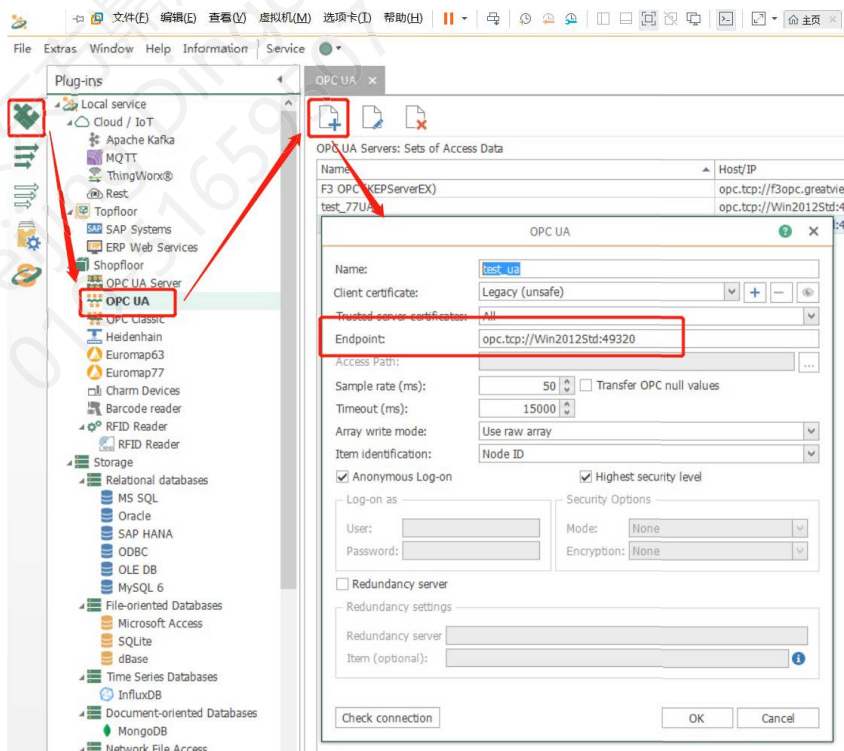 文件(F) 编辑(E) 查看(V) 虚拟机(M) 选项卡(T) 帮助(H) 主页
File Extras Window Help Information Service
Plug-ins
OPC UA
Local service
Cloud / IoT
Apache Kafka
MQTT
ThingWorx®
Rest
Topfloor
SAP Systems
ERP Web Services
Shopfloor
OPC UA Server
OPC UA
OPC Classic
Heidenhain
Euromap63
Euromap77
Charm Devices
Barcode reader
RFID Reader
RFID Reader
Storage
Relational databases
MS SQL
Oracle
SAP HANA
ODBC
OLE DB
MySQL 6
File-oriented Databases
Microsoft Access
SQLite
dBase
Time Series Databases
InfluxDB
Document-oriented Databases
MongoDB
Network File Access
OPC UA Servers: Sets of Access Data
Name Host/IP
F3 OPC (KEPServerEX) opc.tcp://f3opc.greatvie
test_77UA opc.tcp://Win2012Std:4
OPC UA
Name: test_ua
Client certificate: Legacy (unsafe)
Trusted server certificates: All
Endpoint: opc.tcp://Win2012Std:49320
Access Path: ...
Sample rate (ms): 50 Transfer OPC null values
Timeout (ms): 15000
Array write mode: Use raw array
Item identification: Node ID
Anonymous Log-on Highest security level
Log-on as Security Options
User: Mode: None
Password: Encryption: None
Redundancy server
Redundancy settings
Redundancy server
Item (optional):
Check connection OK Cancel